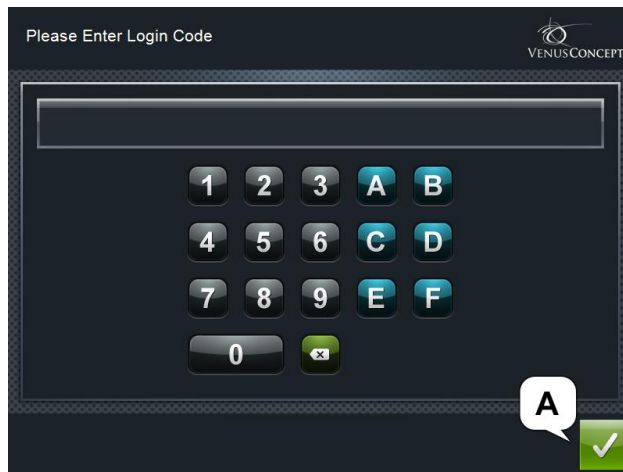 Please Enter Login Code
VENUSCONCEPT
1 2 3 A B
4 5 6 C D
7 8 9 E F
0
A